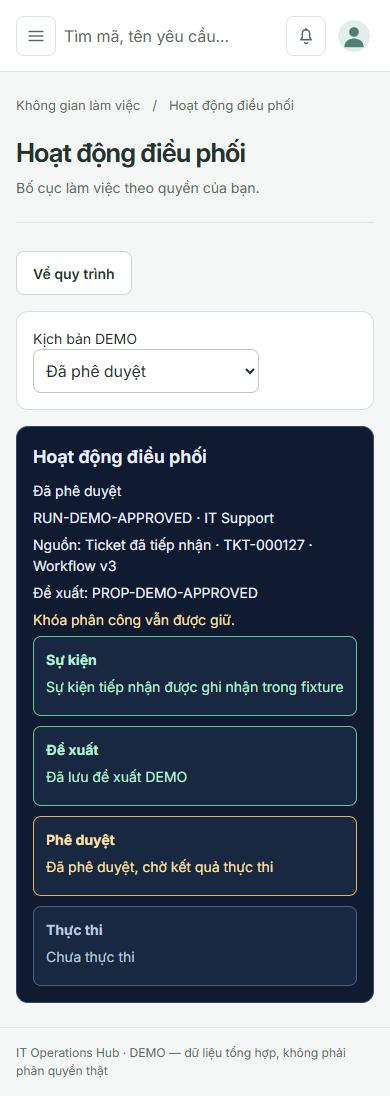 Tìm mã, tên yêu cầu...
Không gian làm việc / Hoạt động điều phối
Hoạt động điều phối
Bố cục làm việc theo quyền của bạn.
Về quy trình
Kịch bản DEMO
Đã phê duyệt
Hoạt động điều phối
Đã phê duyệt
RUN-DEMO-APPROVED · IT Support
Nguồn: Ticket đã tiếp nhận · TKT-000127 ·
Workflow v3
Đề xuất: PROP-DEMO-APPROVED
Khóa phân công vẫn được giữ.
Sự kiện
Sự kiện tiếp nhận được ghi nhận trong fixture
Đề xuất
Đã lưu đề xuất DEMO
Phê duyệt
Đã phê duyệt, chờ kết quả thực thi
Thực thi
Chưa thực thi
IT Operations Hub · DEMO — dữ liệu tổng hợp, không phải
phân quyền thật